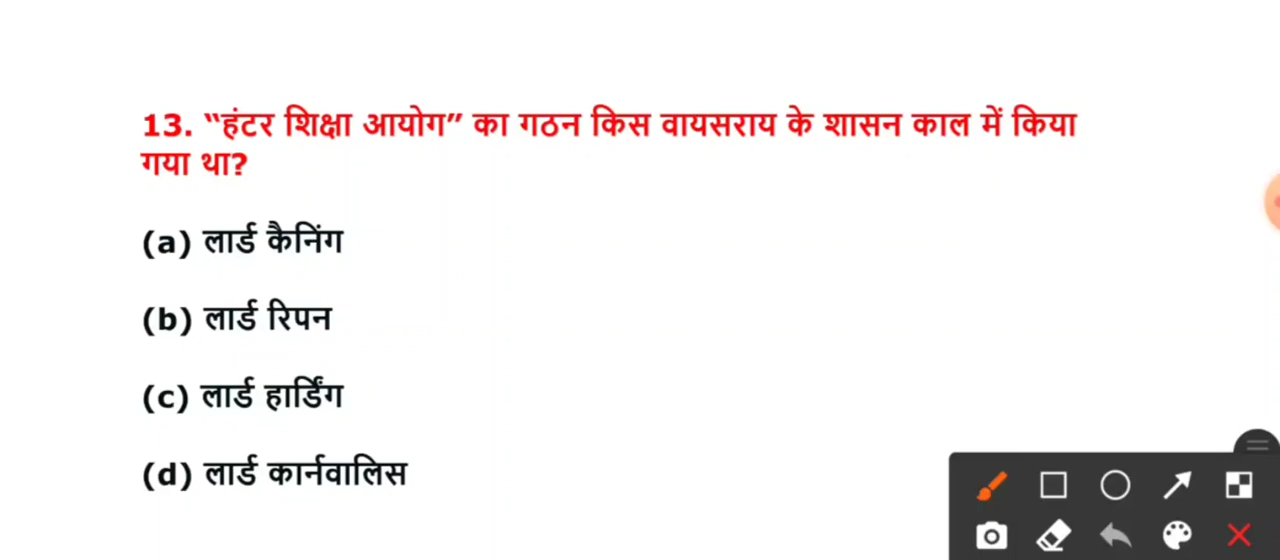 13. “हंटर शिक्षा आयोग” का गठन किस वायसराय के शासन काल में किया
गया था?
(a) लार्ड कैनिंग
(b) लार्ड रिपन
(c) लार्ड हार्डिंग
(d) लार्ड कार्नवालिस